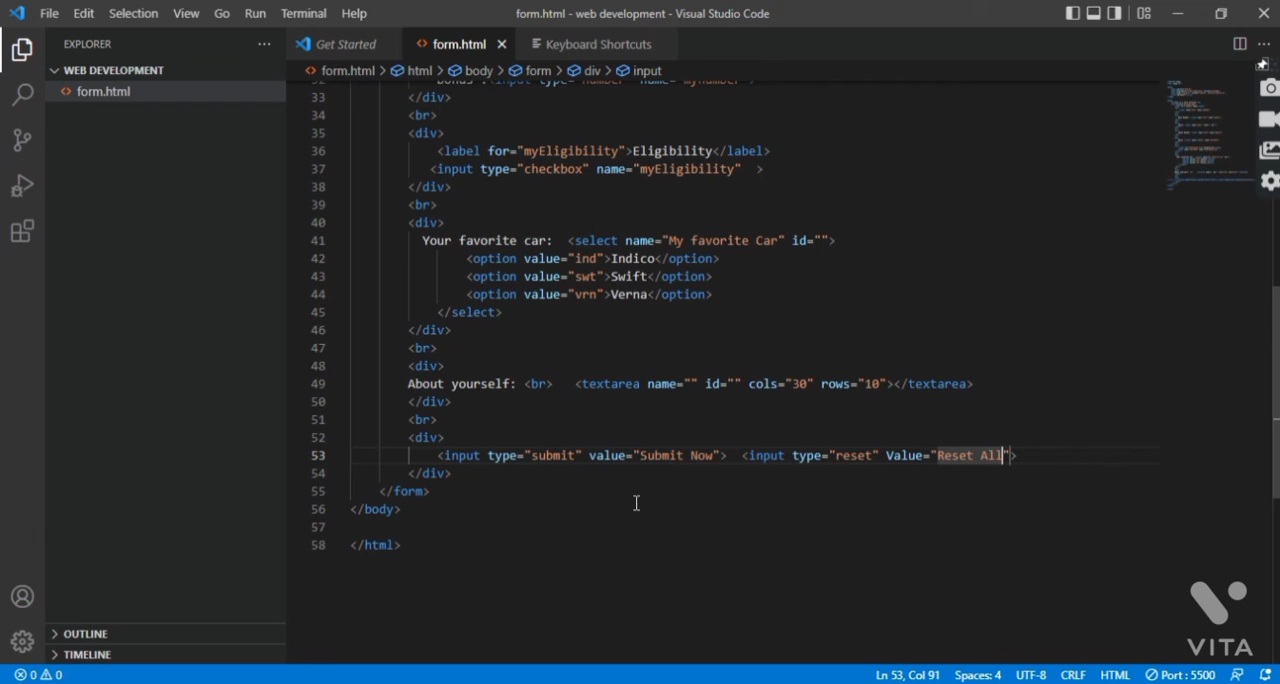 File Edit Selection View Go Run Terminal Help form.html - web development - Visual Studio Code
EXPLORER ··· Get Started form.html Keyboard Shortcuts
WEB DEVELOPMENT form.html > html > body > form > div > input
form.html
33 </div>
34 <br>
35 <div>
36 <label for="myEligibility">Eligibility</label>
37 <input type="checkbox" name="myEligibility" >
38 </div>
39 <br>
40 <div>
41 Your favorite car: <select name="My favorite Car" id="">
42 <option value="ind">Indico</option>
43 <option value="swt">Swift</option>
44 <option value="vrn">Verna</option>
45 </select>
46 </div>
47 <br>
48 <div>
49 About yourself: <br> <textarea name="" id="" cols="30" rows="10"></textarea>
50 </div>
51 <br>
52 <div>
53 <input type="submit" value="Submit Now"> <input type="reset" Value="Reset All">
54 </div>
55 </form>
56 </body>
57
58 </html>
VITA
OUTLINE
TIMELINE
0 0 Ln 53, Col 91 Spaces: 4 UTF-8 CRLF HTML Port : 5500